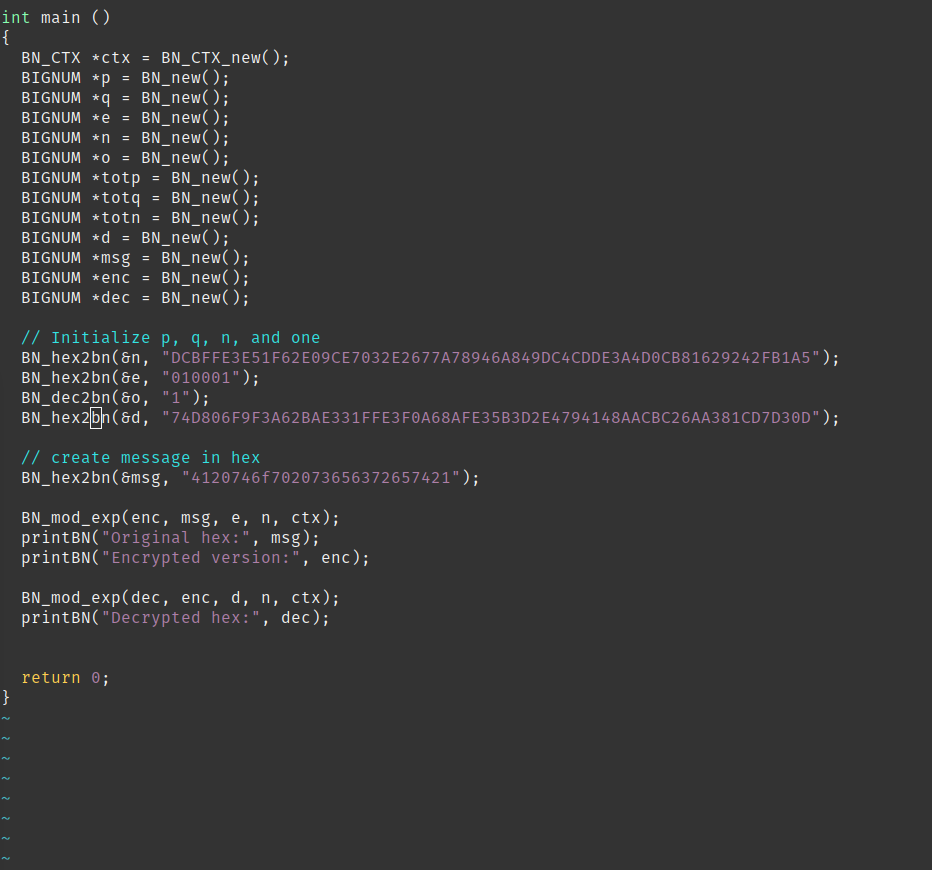 int main ()
{
  BN_CTX *ctx = BN_CTX_new();
  BIGNUM *p = BN_new();
  BIGNUM *q = BN_new();
  BIGNUM *e = BN_new();
  BIGNUM *n = BN_new();
  BIGNUM *o = BN_new();
  BIGNUM *totp = BN_new();
  BIGNUM *totq = BN_new();
  BIGNUM *totn = BN_new();
  BIGNUM *d = BN_new();
  BIGNUM *msg = BN_new();
  BIGNUM *enc = BN_new();
  BIGNUM *dec = BN_new();

  // Initialize p, q, n, and one
  BN_hex2bn(&n, "DCBFFE3E51F62E09CE7032E2677A78946A849DC4CDDE3A4D0CB81629242FB1A5");
  BN_hex2bn(&e, "010001");
  BN_dec2bn(&o, "1");
  BN_hex2bn(&d, "74D806F9F3A62BAE331FFE3F0A68AFE35B3D2E4794148AACBC26AA381CD7D30D");

  // create message in hex
  BN_hex2bn(&msg, "4120746f702073656372657421");

  BN_mod_exp(enc, msg, e, n, ctx);
  printBN("Original hex:", msg);
  printBN("Encrypted version:", enc);

  BN_mod_exp(dec, enc, d, n, ctx);
  printBN("Decrypted hex:", dec);


  return 0;
}
~
~
~
~
~
~
~
~